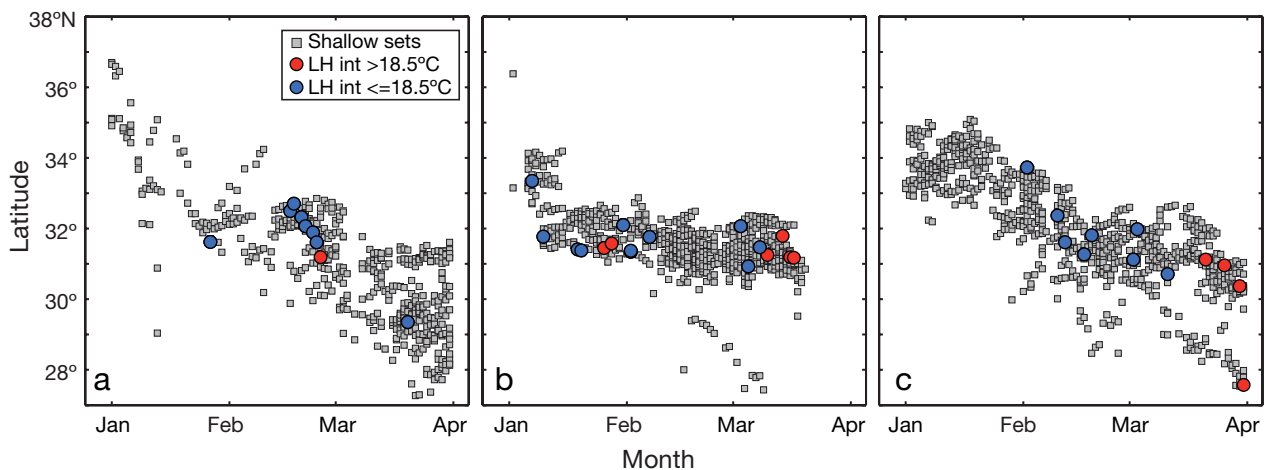 38ºN
36º
34º
32º
30º
28º
Latitude
Shallow sets
LH int >18.5ºC
LH int <=18.5ºC
a
b
c
Jan Feb Mar Apr
Jan Feb Mar Apr
Jan Feb Mar Apr
Month